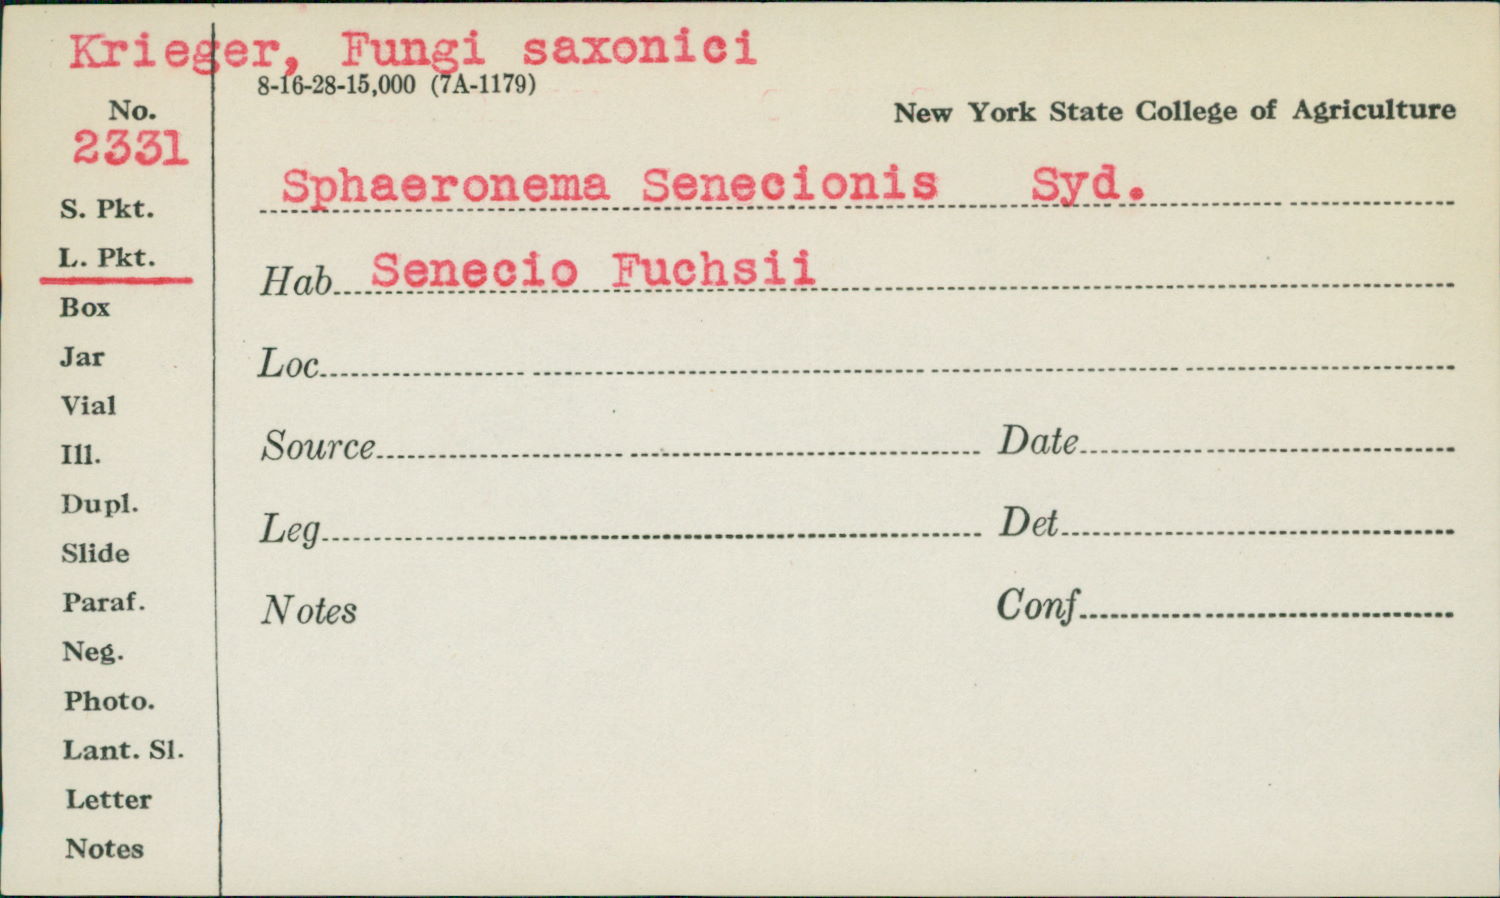 Krieger, Fungi saxonici
8-16-28-15,000 (7A-1179)
No.
New York State College of Agriculture
2331
Sphaeronema Senecionis Syd.
S. Pkt.
L. Pkt.
Hab. Senecio Fuchsii
Box
Jar
Loc.
Vial
Ill.
Source
Date
Dupl.
Slide
Leg.
Det.
Paraf.
Notes
Conf.
Neg.
Photo.
Lant. Sl.
Letter
Notes